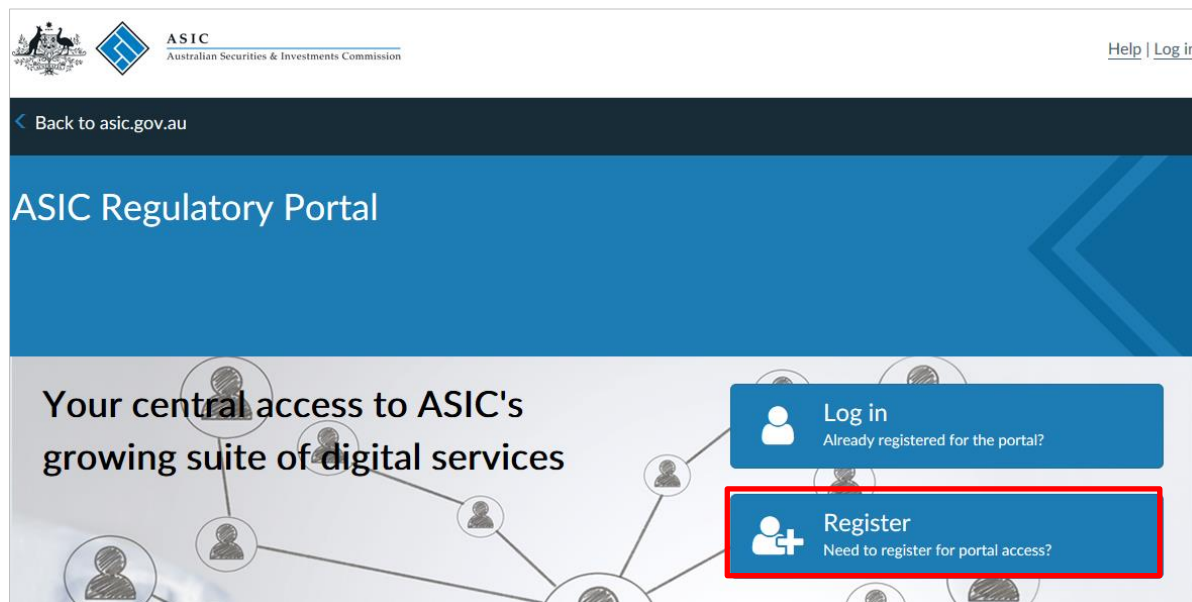 ASIC
Australian Securities & Investments Commission
Help | Log in
Back to asic.gov.au
ASIC Regulatory Portal
Your central access to ASIC's
growing suite of digital services
Log in
Already registered for the portal?
Register
Need to register for portal access?